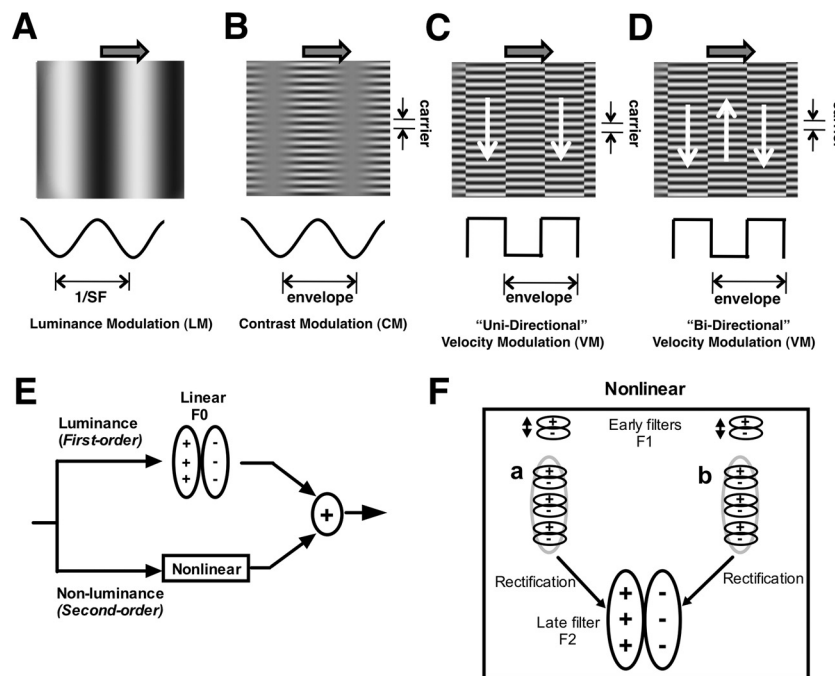 A
B
C
D
carrier
carrier
carrier
1/SF
envelope
envelope
envelope
Luminance Modulation (LM)
Contrast Modulation (CM)
“Uni-Directional”
Velocity Modulation (VM)
“Bi-Directional”
Velocity Modulation (VM)
E
Luminance
(First-order)
Linear
F0
+ -
+ -
+ -
+
Nonlinear
Non-luminance
(Second-order)
F
Nonlinear
+
-
Early filters
F1
+
-
a
+
-
+
-
+
-
b
+
-
+
-
+
-
Rectification
Rectification
Late filter
F2
+ -
+ -
+ -